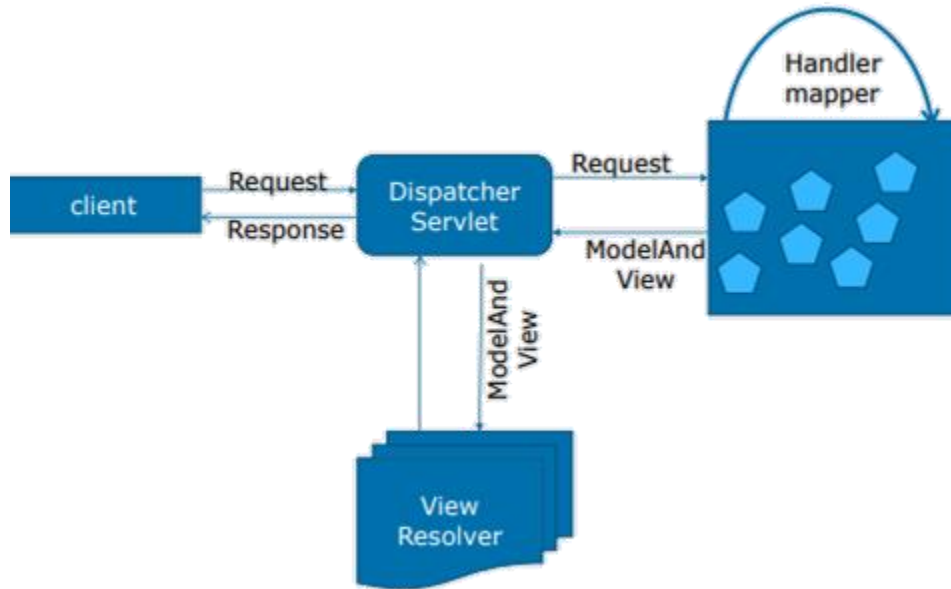 Handler
mapper
Request
Request
client
Dispatcher
Servlet
Response
ModelAnd
View
ModelAnd
View
View
Resolver